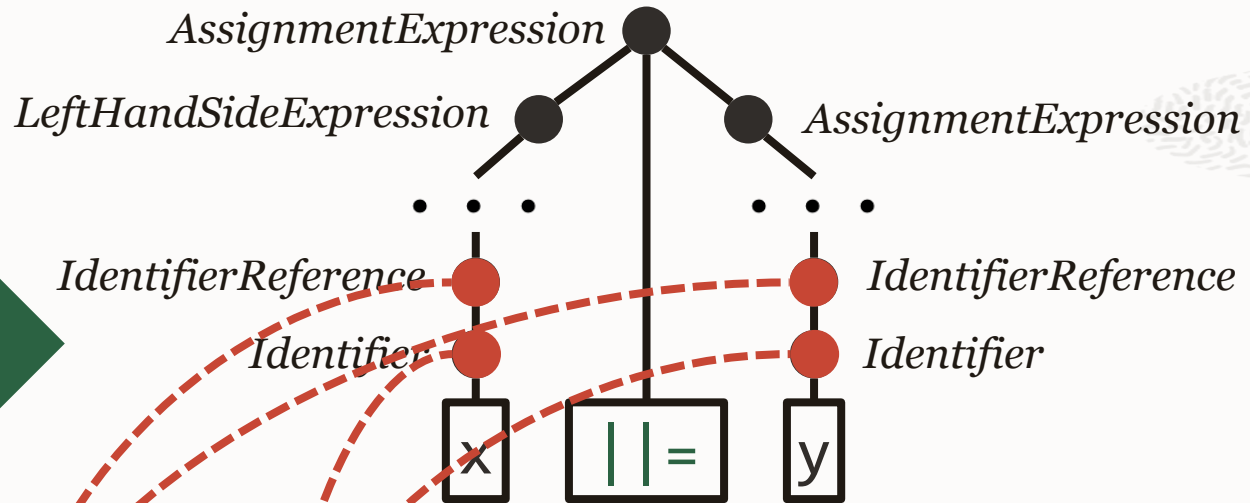 AssignmentExpression
LeftHandSideExpression
AssignmentExpression
IdentifierReference
IdentifierReference
Identifier
Identifier
x
||=
y